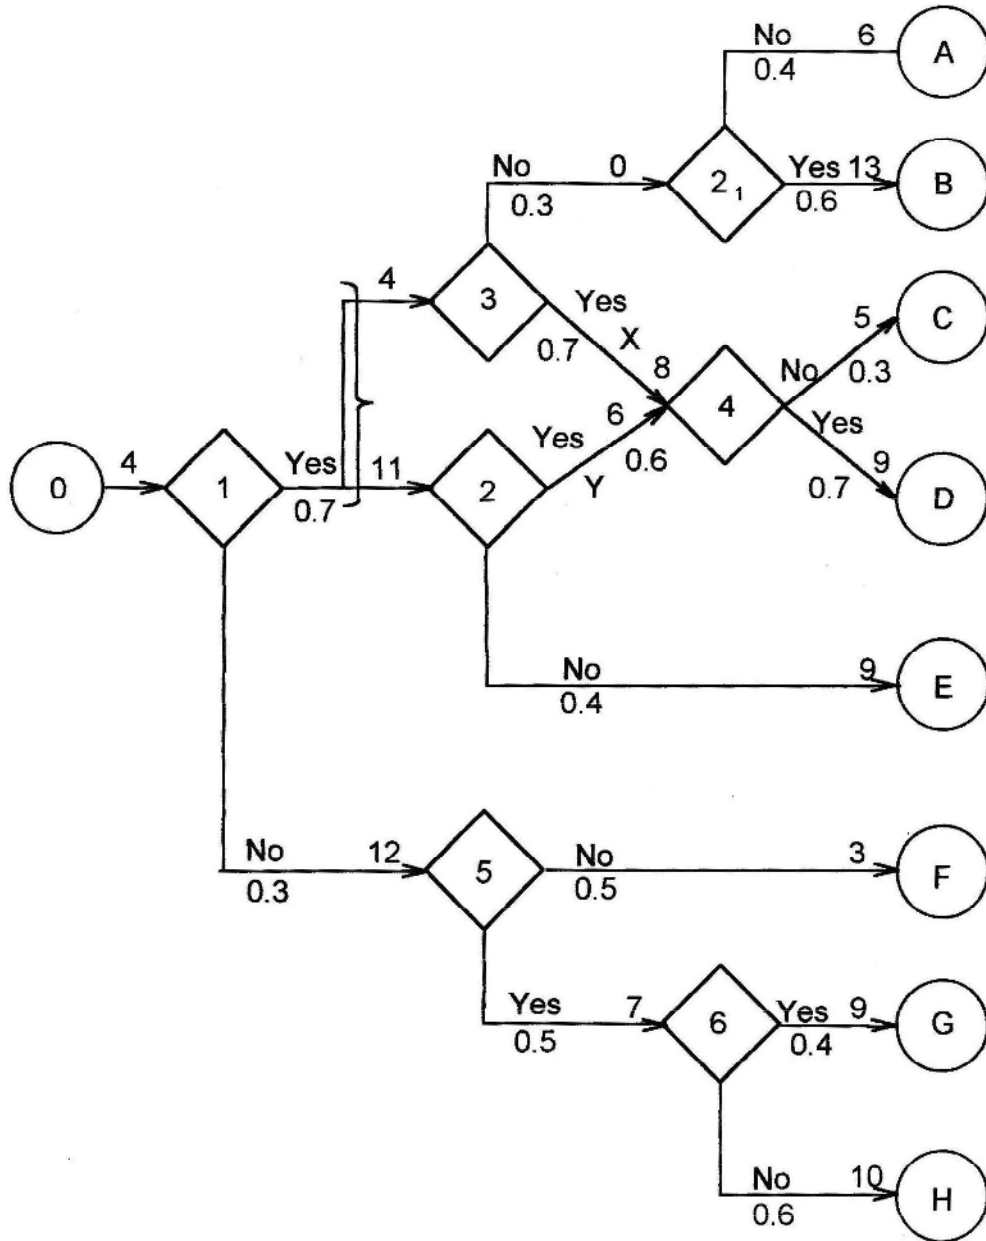 No 6 A
0.4
No 0 2 1 Yes 13 B
0.3 0.6
4 3 Yes 5 C
0.7 X 8 No 0.3
6 4
Yes Yes
0 4 1 Yes 11 2 Y 0.6 9 D
0.7 0.7
No 9 E
0.4
No 12 5 No 3 F
0.3 0.5
Yes 7 6 Yes 9 G
0.5 0.4
No 10 H
0.6